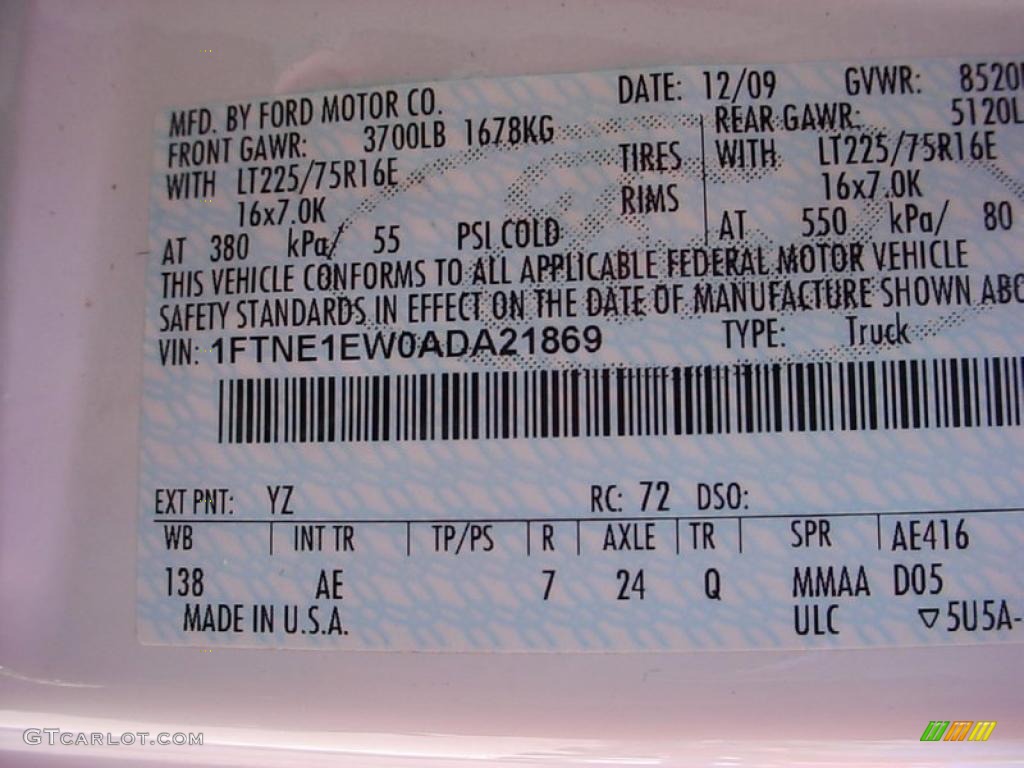 MFD. BY FORD MOTOR CO. DATE: 12/09 GVWR: 8520
FRONT GAWR: 3700LB 1678KG REAR GAWR: 5120L
WITH LT225/75R16E TIRES WITH LT225/75R16E
16x7.0K RIMS 16x7.0K
AT 380 kPa/ 55 PSI COLD AT 550 kPa/ 80
THIS VEHICLE CONFORMS TO ALL APPLICABLE FEDERAL MOTOR VEHICLE
SAFETY STANDARDS IN EFFECT ON THE DATE OF MANUFACTURE SHOWN ABO
VIN: 1FTNE1EW0ADA21869 TYPE: Truck
EXT PNT: YZ RC: 72 DSO:
WB INT TR TP/PS R AXLE TR SPR AE416
138 AE 7 24 Q MMAA D05
MADE IN U.S.A. ULC ▽5U5A-
GTCARLOT.COM